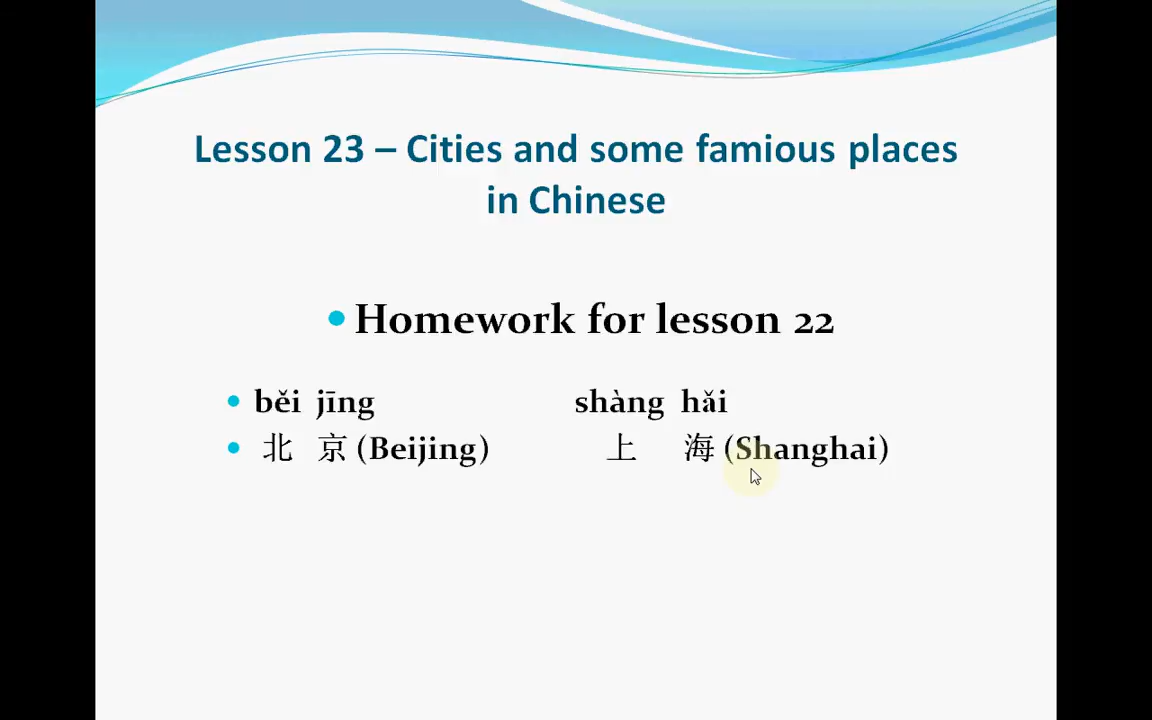 Lesson 23 – Cities and some famious places
in Chinese
•Homework for lesson 22
• běi jīng shàng hǎi
• 北 京 (Beijing) 上 海 (Shanghai)